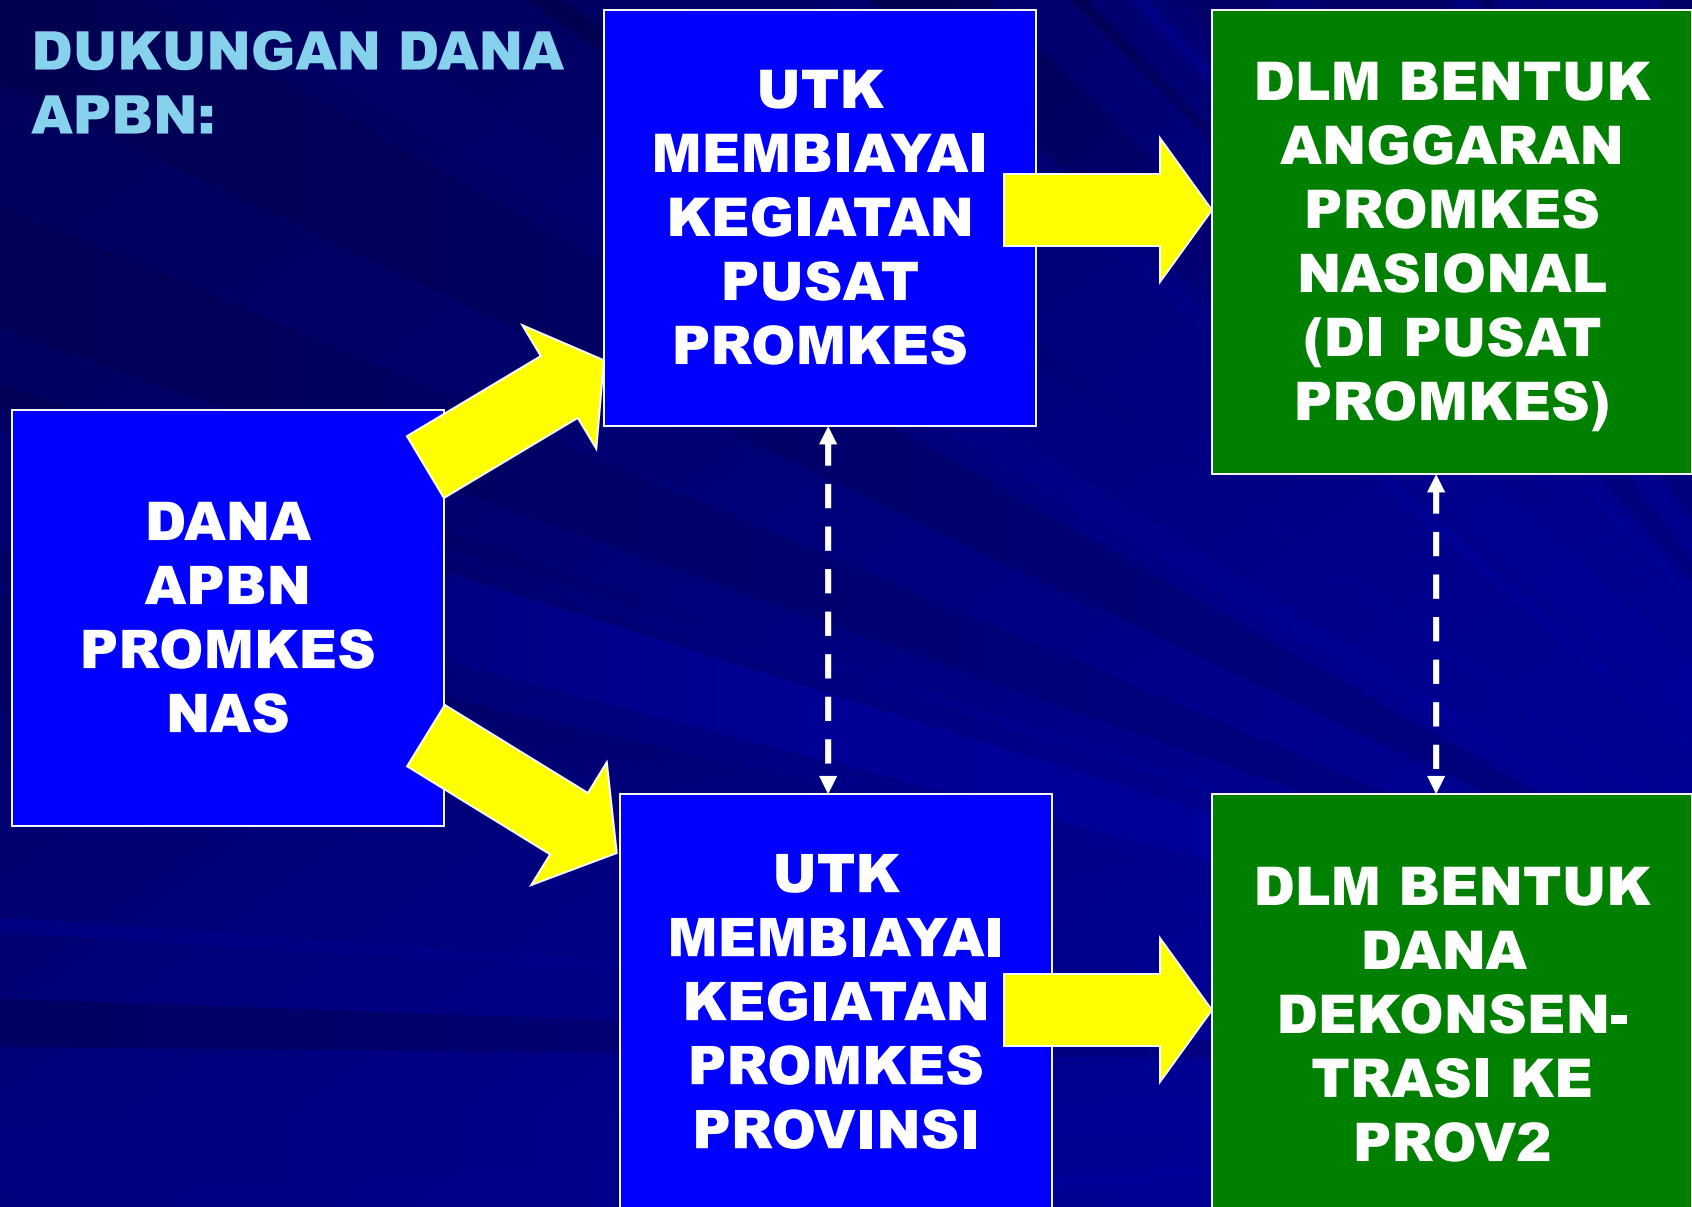 DUKUNGAN DANA
APBN:
UTK
MEMBIAYAI
KEGIATAN
PUSAT
PROMKES
DLM BENTUK
ANGGARAN
PROMKES
NASIONAL
(DI PUSAT
PROMKES)
DANA
APBN
PROMKES
NAS
UTK
MEMBIAYAI
KEGIATAN
PROMKES
PROVINSI
DLM BENTUK
DANA
DEKONSEN-
TRASI KE
PROV2